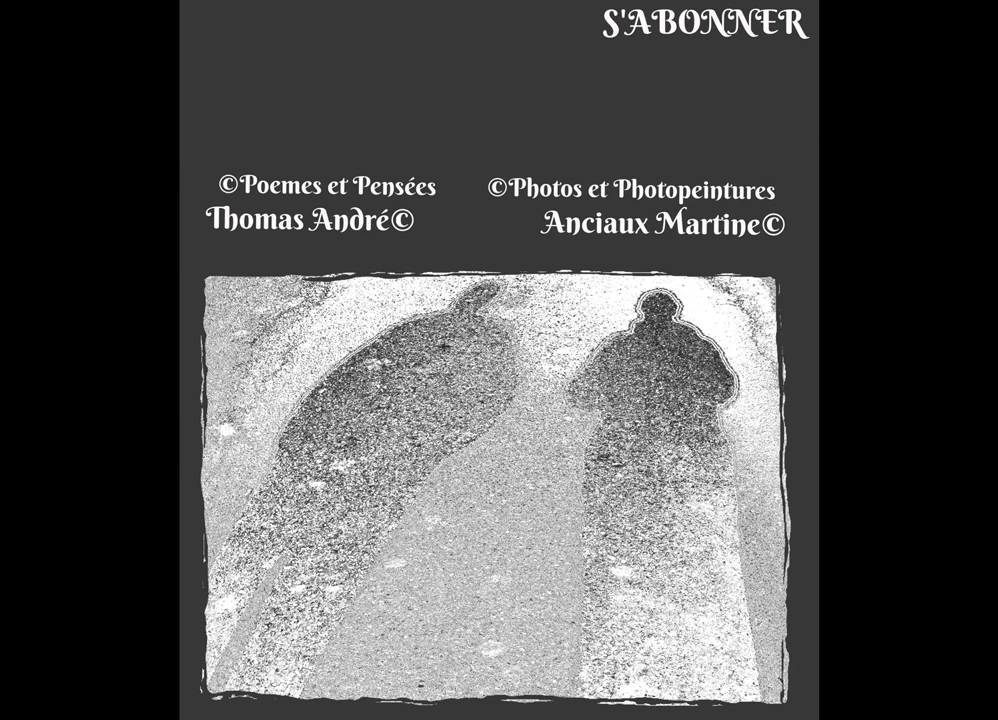 S'ABONNER
©Poemes et Pensées
Thomas André©
©Photos et Photopeintures
Anciaux Martine©